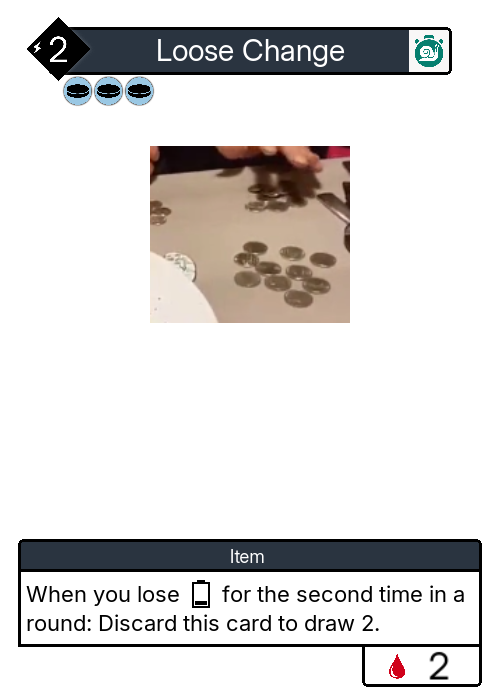 2
Loose Change
Item
When you lose for the second time in a
round: Discard this card to draw 2.
2